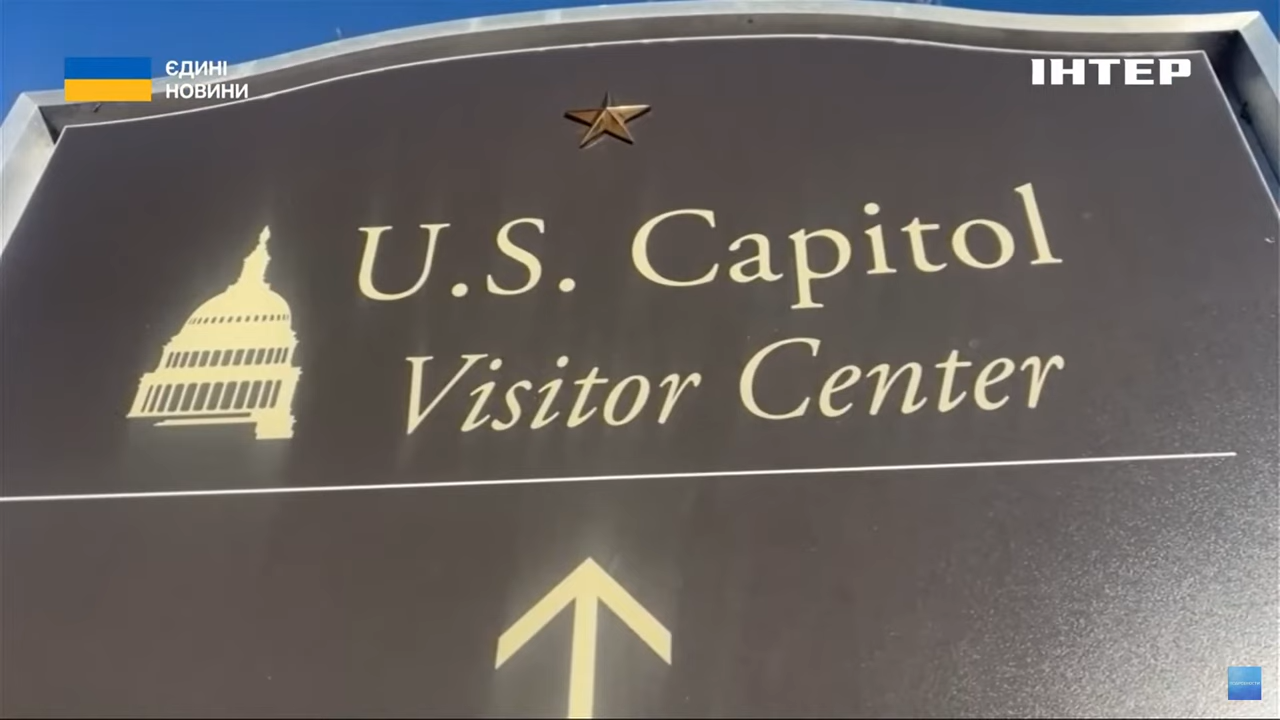 ЄДИНІ
НОВИНИ
ІНТЕР
U.S. Capitol
Visitor Center